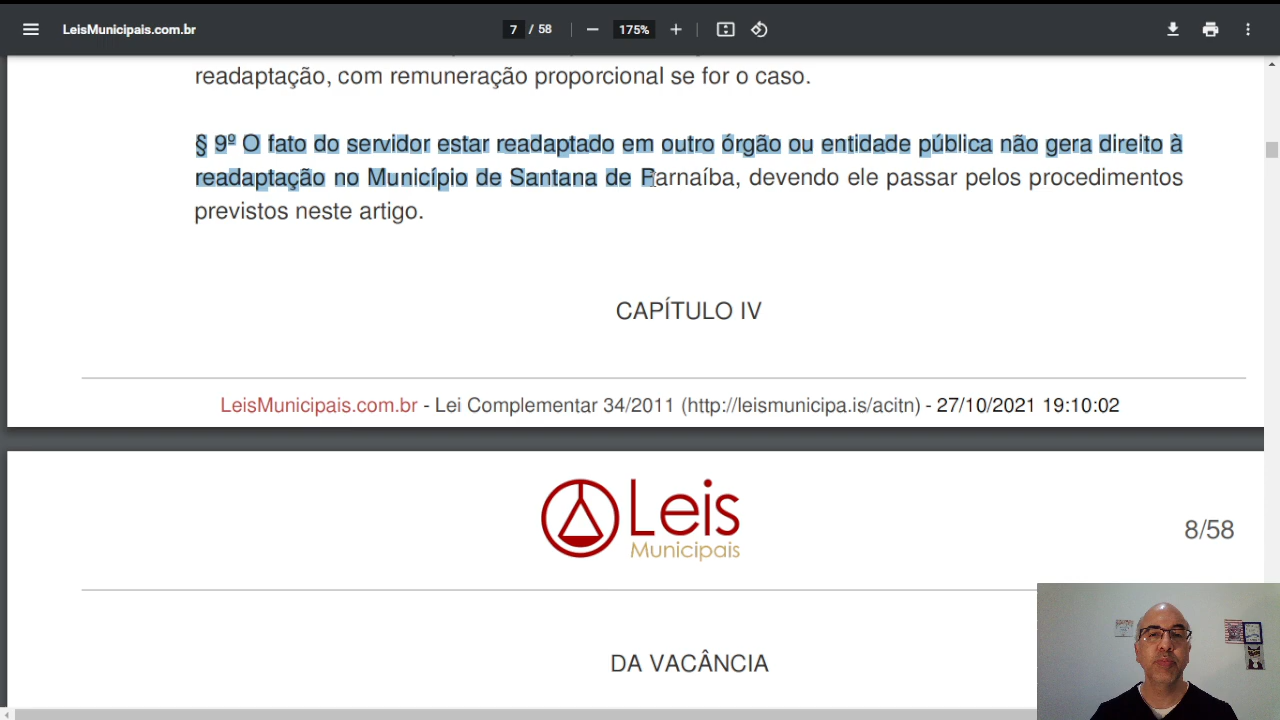 LeisMunicipais.com.br
7 / 58
175%
readaptação, com remuneração proporcional se for o caso.
§ 9º O fato do servidor estar readaptado em outro órgão ou entidade pública não gera direito à
readaptação no Município de Santana de Parnaíba, devendo ele passar pelos procedimentos
previstos neste artigo.
CAPÍTULO IV
LeisMunicipais.com.br - Lei Complementar 34/2011 (http://leismunicipa.is/acitn) - 27/10/2021 19:10:02
Leis
Municipais
8/58
DA VACÂNCIA